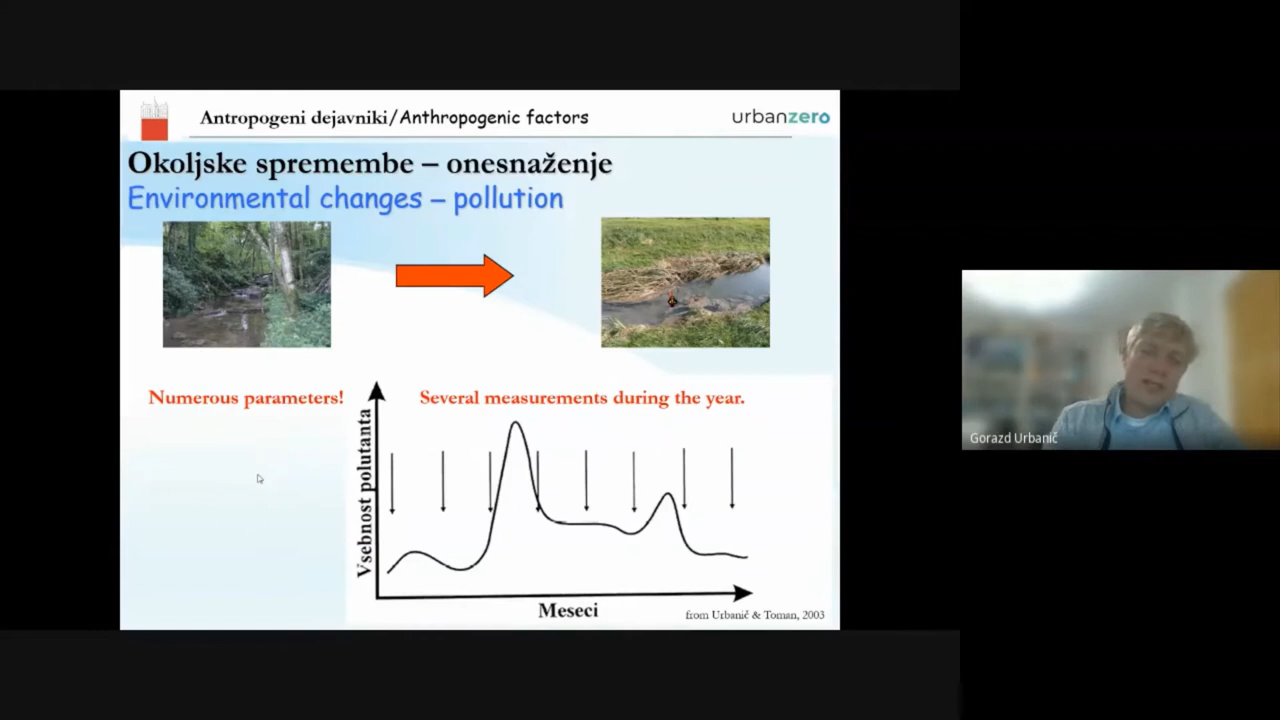 Antropogeni dejavniki/Anthropogenic factors
urbanzero
Okoljske spremembe – onesnaženje
Environmental changes – pollution
Numerous parameters!
Several measurements during the year.
Vsebnost polutanta
Meseci
from Urbanič & Toman, 2003
Gorazd Urbanič